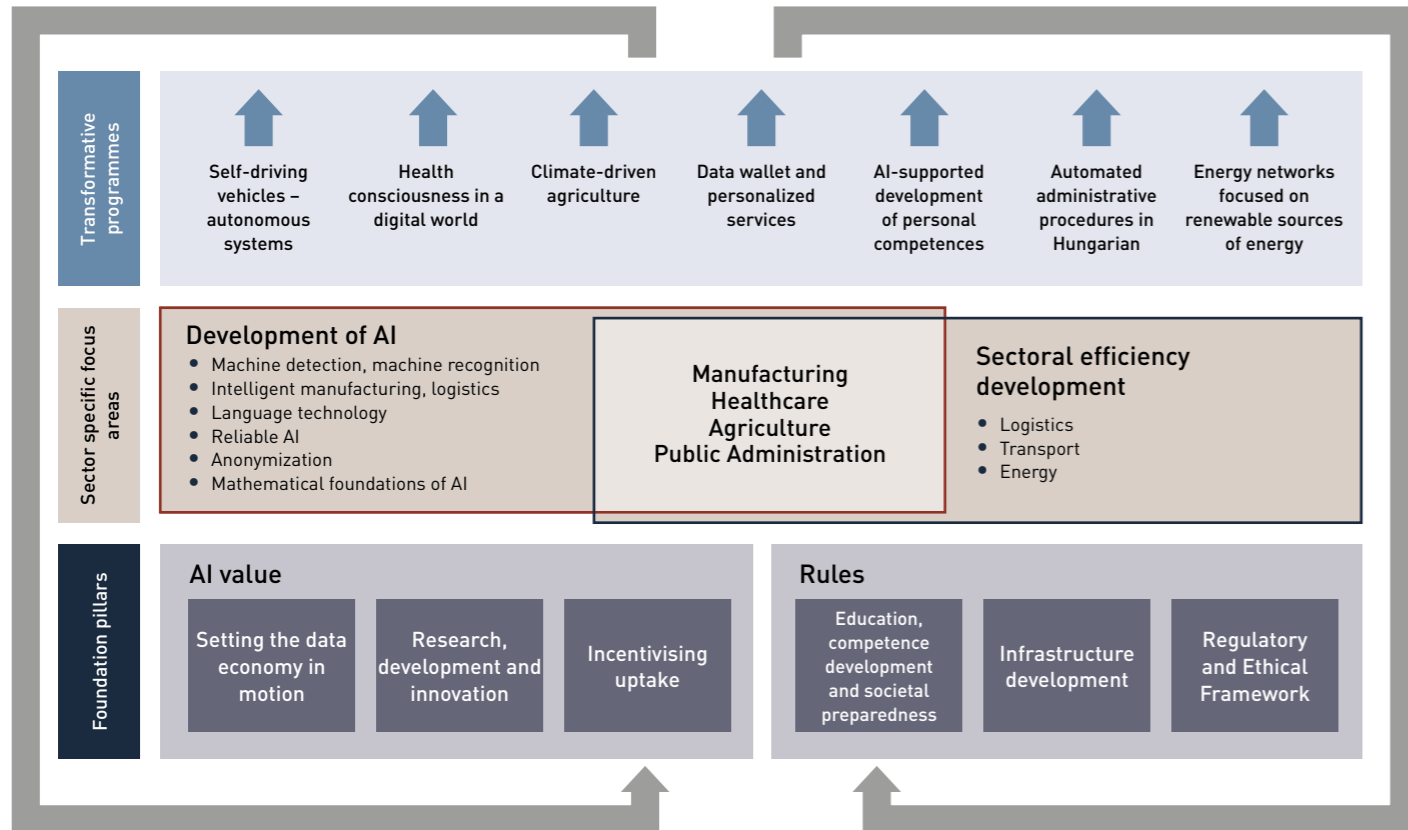 Transformative
programmes
Self-driving
vehicles –
autonomous
systems
Health
consciousness in a
digital world
Climate-driven
agriculture
Data wallet and
personalized
services
AI-supported
development
of personal
competences
Automated
administrative
procedures in
Hungarian
Energy networks
focused on
renewable sources
of energy
Sector specific focus
areas
Development of AI
• Machine detection, machine recognition
• Intelligent manufacturing, logistics
• Language technology
• Reliable AI
• Anonymization
• Mathematical foundations of AI
Manufacturing
Healthcare
Agriculture
Public Administration
Sectoral efficiency
development
• Logistics
• Transport
• Energy
Foundation pillars
AI value
Setting the data
economy in
motion
Research,
development and
innovation
Incentivising
uptake
Rules
Education,
competence
development
and societal
preparedness
Infrastructure
development
Regulatory
and Ethical
Framework